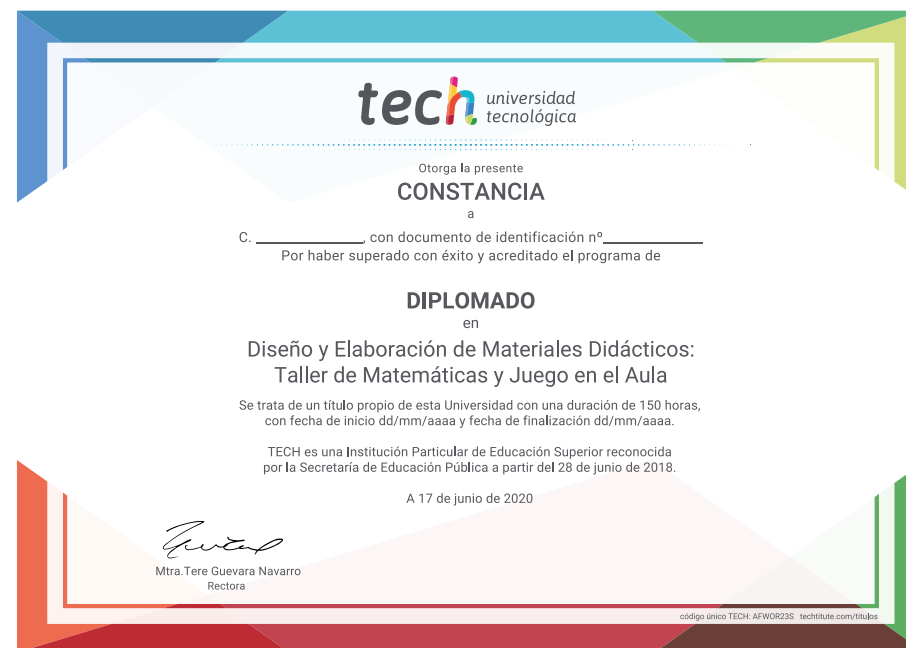 tech universidad
tecnológica
Otorga la presente
CONSTANCIA
a
C. ______________, con documento de identificación nº_____________
Por haber superado con éxito y acreditado el programa de
DIPLOMADO
en
Diseño y Elaboración de Materiales Didácticos:
Taller de Matemáticas y Juego en el Aula
Se trata de un título propio de esta Universidad con una duración de 150 horas,
con fecha de inicio dd/mm/aaaa y fecha de finalización dd/mm/aaaa.
TECH es una Institución Particular de Educación Superior reconocida
por la Secretaría de Educación Pública a partir del 28 de junio de 2018.
A 17 de junio de 2020
Mtra.Tere Guevara Navarro
Rectora
código único TECH: AFWOR23S techtitute.com/titulos